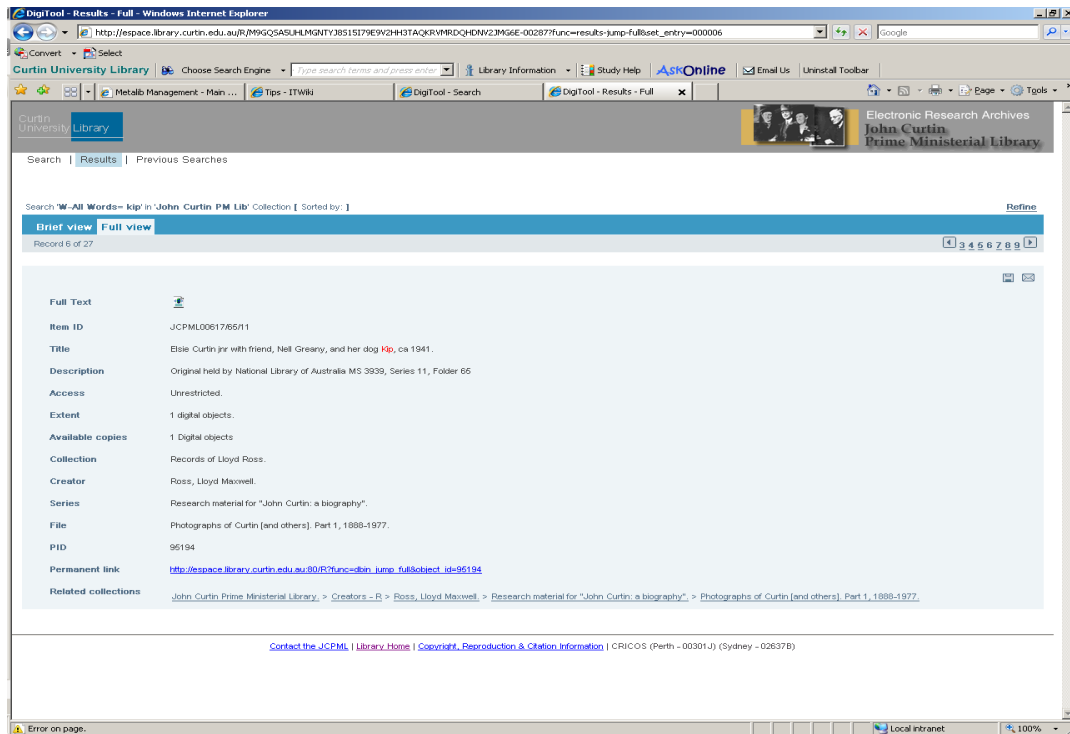 DigiTool - Results - Full - Windows Internet Explorer
http://espace.library.curtin.edu.au/R/M9GQSASUHLMGNTYJ8S15I79E9V2HH3TAQKRVMRDQHDNV2JMG6E-00287?func=results-jump-full&set_entry=000006
Google
Convert Select
Curtin University Library Choose Search Engine Type search terms and press enter Library Information Study Help ASKOnline Email Us Uninstall Toolbar
Metalib Management - Main ... Tips - ITWiki DigiTool - Search DigiTool - Results - Full Page Tools
Curtin
University Library
Electronic Research Archives
John Curtin
Prime Ministerial Library
Search | Results | Previous Searches
Search 'W-All Words= kip' in 'John Curtin PM Lib' Collection [ Sorted by: ] Refine
Brief view Full view
Record 6 of 27 3 4 5 6 7 8 9
Full Text
Item ID JCPML00617/65/11
Title Elsie Curtin jnr with friend, Nell Greany, and her dog Kip, ca 1941.
Description Original held by National Library of Australia MS 3939, Series 11, Folder 65
Access Unrestricted.
Extent 1 digital objects.
Available copies 1 Digital objects
Collection Records of Lloyd Ross.
Creator Ross, Lloyd Maxwell.
Series Research material for "John Curtin: a biography".
File Photographs of Curtin [and others]. Part 1, 1888-1977.
PID 95194
Permanent link http://espace.library.curtin.edu.au:80/R?func=dbin_jump_full&object_id=95194
Related collections John Curtin Prime Ministerial Library. > Creators - R > Ross, Lloyd Maxwell. > Research material for "John Curtin: a biography". > Photographs of Curtin [and others]. Part 1, 1888-1977.
Contact the JCPML | Library Home | Copyright, Reproduction & Citation Information | CRICOS (Perth - 00301J) (Sydney - 02637B)
Error on page. Local intranet 100%